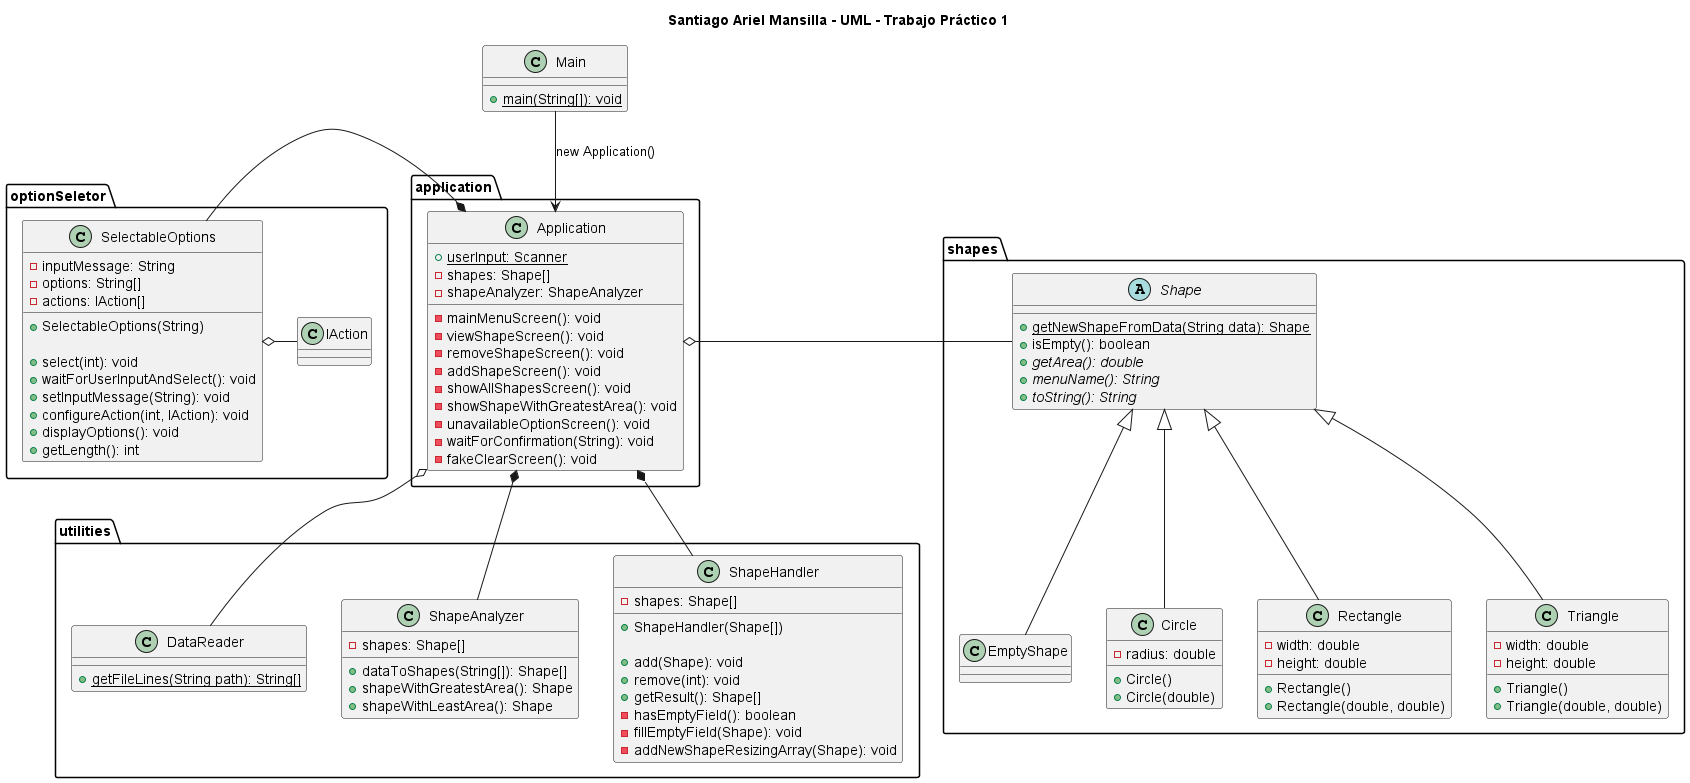 Santiago Ariel Mansilla - UML - Trabajo Práctico 1
C Main
main(String[]): void
new Application()
optionSeletor
C SelectableOptions
inputMessage: String
options: String[]
actions: IAction[]
SelectableOptions(String)
select(int): void
waitForUserInputAndSelect(): void
setInputMessage(String): void
configureAction(int, IAction): void
displayOptions(): void
getLength(): int
C IAction
application
C Application
userInput: Scanner
shapes: Shape[]
shapeAnalyzer: ShapeAnalyzer
mainMenuScreen(): void
viewShapeScreen(): void
removeShapeScreen(): void
addShapeScreen(): void
showAllShapesScreen(): void
showShapeWithGreatestArea(): void
unavailableOptionScreen(): void
waitForConfirmation(String): void
fakeClearScreen(): void
shapes
A Shape
getNewShapeFromData(String data): Shape
isEmpty(): boolean
getArea(): double
menuName(): String
toString(): String
C EmptyShape
C Circle
radius: double
Circle()
Circle(double)
C Rectangle
width: double
height: double
Rectangle()
Rectangle(double, double)
C Triangle
width: double
height: double
Triangle()
Triangle(double, double)
utilities
C DataReader
getFileLines(String path): String[]
C ShapeAnalyzer
shapes: Shape[]
dataToShapes(String[]): Shape[]
shapeWithGreatestArea(): Shape
shapeWithLeastArea(): Shape
C ShapeHandler
shapes: Shape[]
ShapeHandler(Shape[])
add(Shape): void
remove(int): void
getResult(): Shape[]
hasEmptyField(): boolean
fillEmptyField(Shape): void
addNewShapeResizingArray(Shape): void